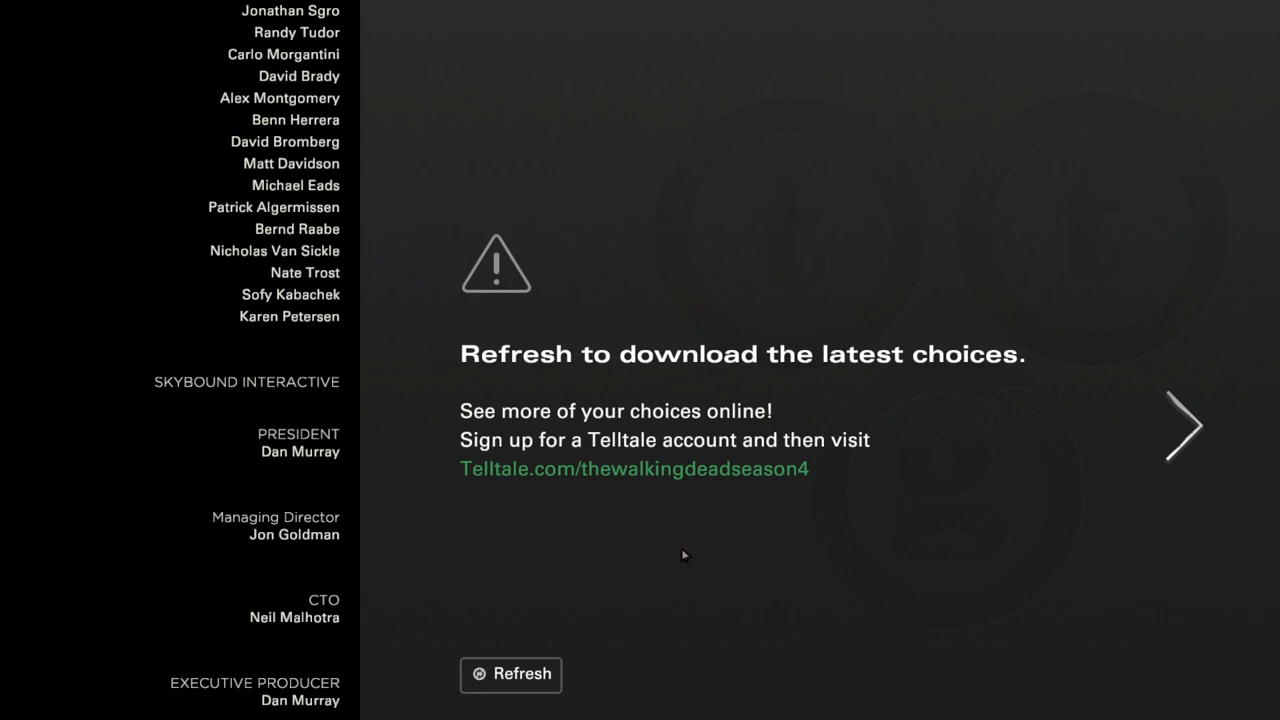 Jonathan Sgro
Randy Tudor
Carlo Morgantini
David Brady
Alex Montgomery
Benn Herrera
David Bromberg
Matt Davidson
Michael Eads
Patrick Algermissen
Bernd Raabe
Nicholas Van Sickle
Nate Trost
Sofy Kabachek
Karen Petersen
SKYBOUND INTERACTIVE
PRESIDENT
Dan Murray
Managing Director
Jon Goldman
CTO
Neil Malhotra
EXECUTIVE PRODUCER
Dan Murray
t t
g
Refresh to download the latest choices.
See more of your choices online!
Sign up for a Telltale account and then visit
Telltale.com/thewalkingdeadseason4
Refresh